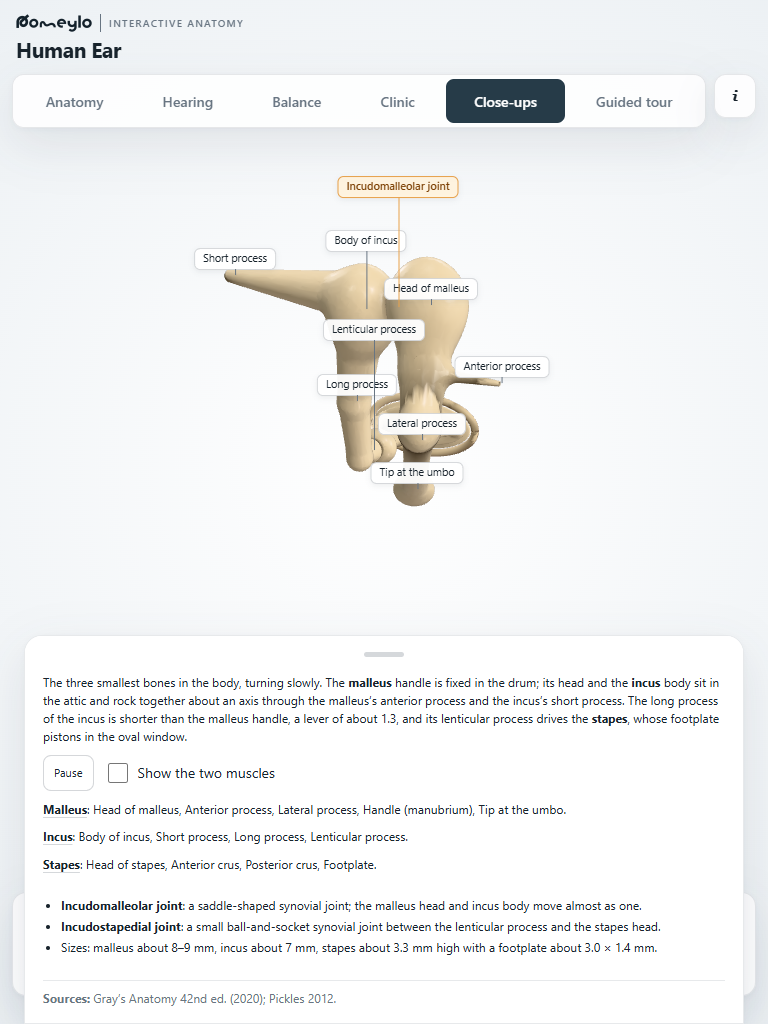 Domeylo
INTERACTIVE ANATOMY
Human Ear
Anatomy
Hearing
Balance
Clinic
Close-ups
Guided tour
i
Incudomalleolar joint
Body of incus
Short process
Head of malleus
Lenticular process
Anterior process
Long process
Lateral process
Tip at the umbo
The three smallest bones in the body, turning slowly. The malleus handle is fixed in the drum; its head and the incus body sit in
the attic and rock together about an axis through the malleus's anterior process and the incus's short process. The long process
of the incus is shorter than the malleus handle, a lever of about 1.3, and its lenticular process drives the stapes, whose footplate
pistons in the oval window.
Pause
Show the two muscles
Malleus: Head of malleus, Anterior process, Lateral process, Handle (manubrium), Tip at the umbo.
Incus: Body of incus, Short process, Long process, Lenticular process.
Stapes: Head of stapes, Anterior crus, Posterior crus, Footplate.
• Incudomalleolar joint: a saddle-shaped synovial joint; the malleus head and incus body move almost as one.
• Incudostapedial joint: a small ball-and-socket synovial joint between the lenticular process and the stapes head.
• Sizes: malleus about 8–9 mm, incus about 7 mm, stapes about 3.3 mm high with a footplate about 3.0 × 1.4 mm.
Sources: Gray's Anatomy 42nd ed. (2020); Pickles 2012.